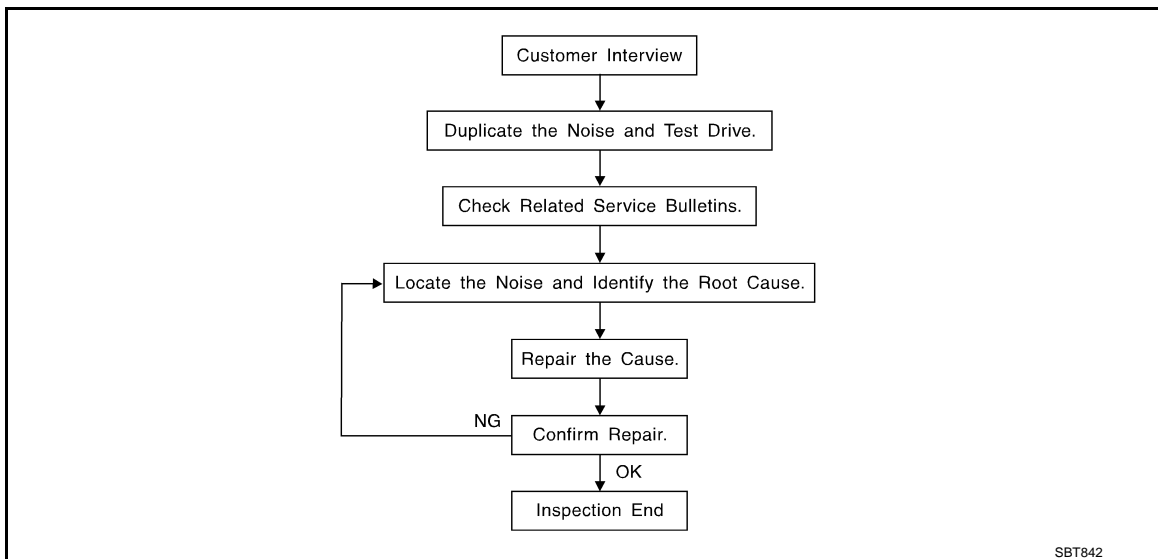 Customer Interview
Duplicate the Noise and Test Drive.
Check Related Service Bulletins.
Locate the Noise and Identify the Root Cause.
Repair the Cause.
NG
Confirm Repair.
OK
Inspection End
SBT842